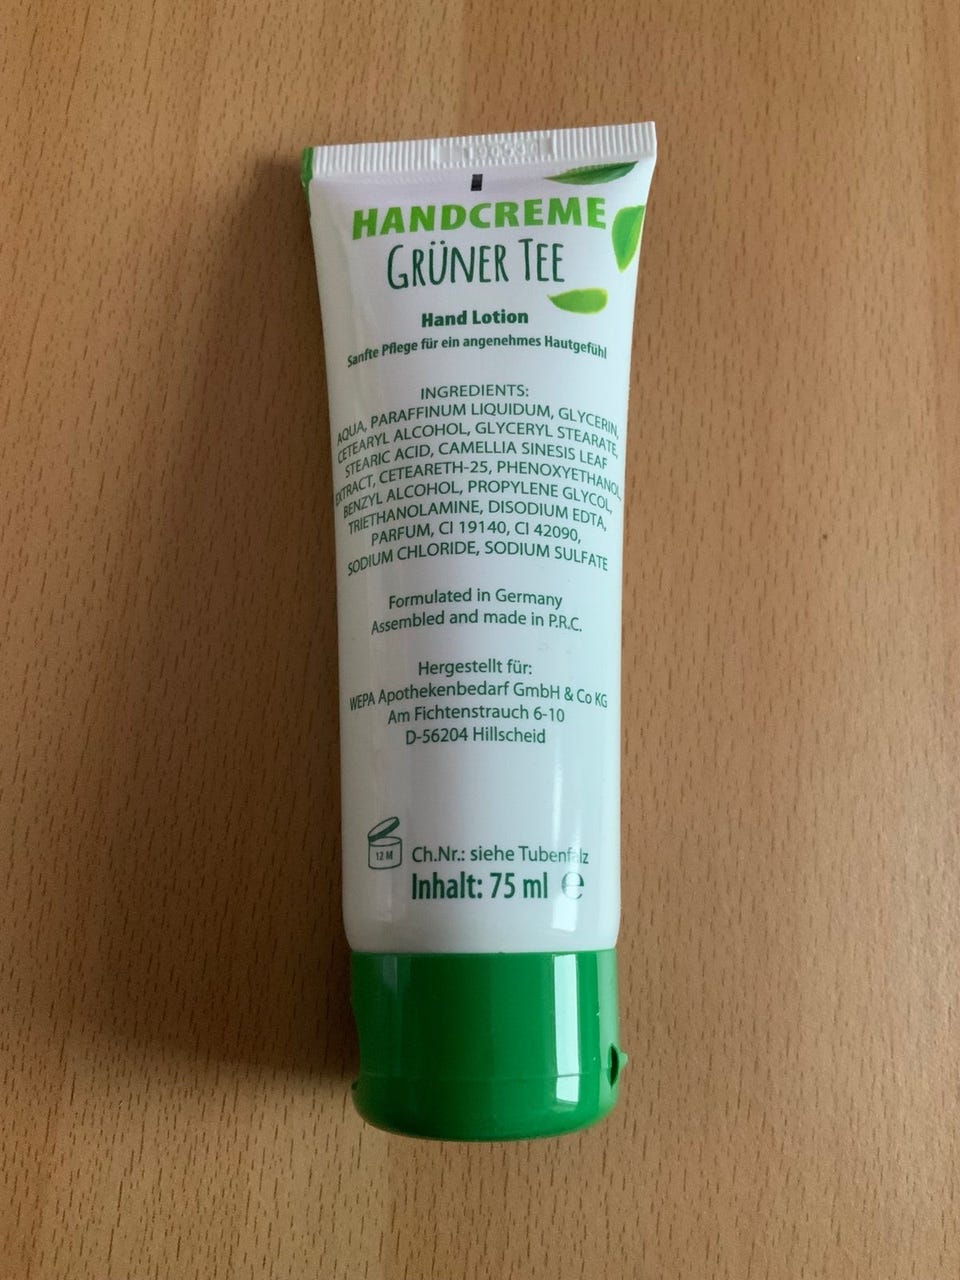 HANDCREME
GRÜNER TEE
Hand Lotion
Sanfte Pflege für ein angenehmes Hautgefühl
INGREDIENTS:
AQUA, PARAFFINUM LIQUIDUM, GLYCERIN,
CETEARYL ALCOHOL, GLYCERYL STEARATE,
STEARIC ACID, CAMELLIA SINESIS LEAF
EXTRACT, CETEARETH-25, PHENOXYETHANOL,
BENZYL ALCOHOL, PROPYLENE GLYCOL,
TRIETHANOLAMINE, DISODIUM EDTA,
PARFUM, CI 19140, CI 42090,
SODIUM CHLORIDE, SODIUM SULFATE
Formulated in Germany
Assembled and made in P.R.C.
Hergestellt für:
WEPA Apothekenbedarf GmbH & Co KG
Am Fichtenstrauch 6-10
D-56204 Hillscheid
12 M
Ch.Nr.: siehe Tubenfalz
Inhalt: 75 ml ℮